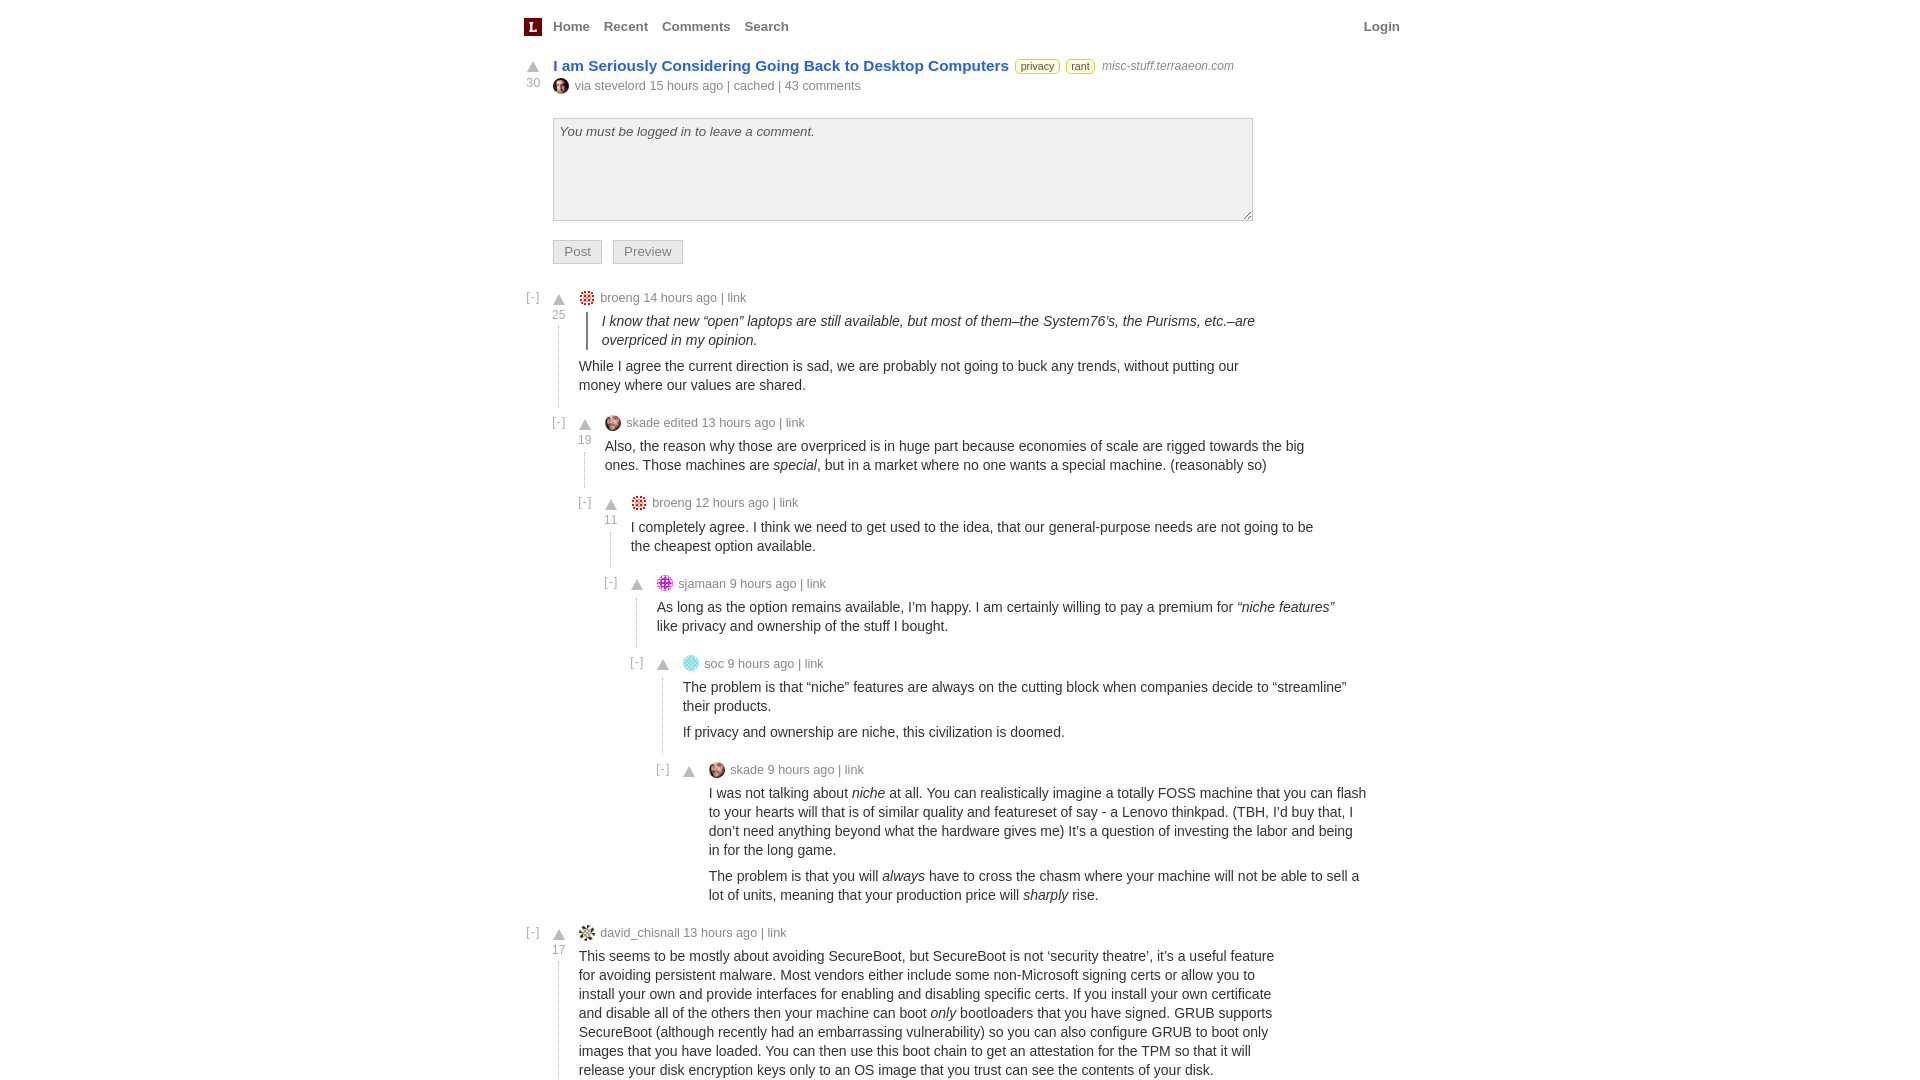 L Home Recent Comments Search Login
I am Seriously Considering Going Back to Desktop Computers privacy rant misc-stuff.terraaeon.com
30 via stevelord 15 hours ago | cached | 43 comments
You must be logged in to leave a comment.
Post Preview
[-] broeng 14 hours ago | link
25
I know that new “open” laptops are still available, but most of them–the System76’s, the Purisms, etc.–are
overpriced in my opinion.
While I agree the current direction is sad, we are probably not going to buck any trends, without putting our
money where our values are shared.
[-] skade edited 13 hours ago | link
19
Also, the reason why those are overpriced is in huge part because economies of scale are rigged towards the big
ones. Those machines are special, but in a market where no one wants a special machine. (reasonably so)
[-] broeng 12 hours ago | link
11
I completely agree. I think we need to get used to the idea, that our general-purpose needs are not going to be
the cheapest option available.
[-] sjamaan 9 hours ago | link
As long as the option remains available, I’m happy. I am certainly willing to pay a premium for “niche features”
like privacy and ownership of the stuff I bought.
[-] soc 9 hours ago | link
The problem is that “niche” features are always on the cutting block when companies decide to “streamline”
their products.
If privacy and ownership are niche, this civilization is doomed.
[-] skade 9 hours ago | link
I was not talking about niche at all. You can realistically imagine a totally FOSS machine that you can flash
to your hearts will that is of similar quality and featureset of say - a Lenovo thinkpad. (TBH, I’d buy that, I
don’t need anything beyond what the hardware gives me) It’s a question of investing the labor and being
in for the long game.
The problem is that you will always have to cross the chasm where your machine will not be able to sell a
lot of units, meaning that your production price will sharply rise.
[-] david_chisnall 13 hours ago | link
17
This seems to be mostly about avoiding SecureBoot, but SecureBoot is not ‘security theatre’, it’s a useful feature
for avoiding persistent malware. Most vendors either include some non-Microsoft signing certs or allow you to
install your own and provide interfaces for enabling and disabling specific certs. If you install your own certificate
and disable all of the others then your machine can boot only bootloaders that you have signed. GRUB supports
SecureBoot (although recently had an embarrassing vulnerability) so you can also configure GRUB to boot only
images that you have loaded. You can then use this boot chain to get an attestation for the TPM so that it will
release your disk encryption keys only to an OS image that you trust can see the contents of your disk.